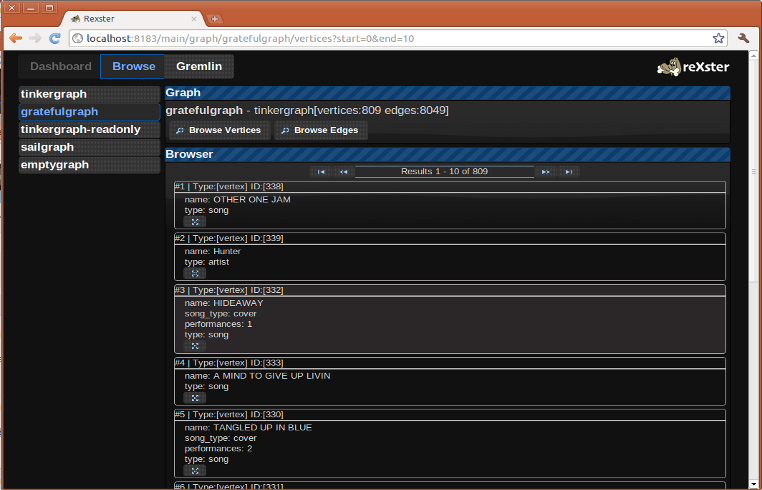 Rexster
localhost:8183/main/graph/gratefulgraph/vertices?start=0&end=10
Dashboard Browse Gremlin
reXster
tinkergraph
gratefulgraph
tinkergraph-readonly
sailgraph
emptygraph
Graph
gratefulgraph - tinkergraph[vertices:809 edges:8049]
Browse Vertices Browse Edges
Browser
Results 1 - 10 of 809
#1 | Type:[vertex] ID:[338]
name: OTHER ONE JAM
type: song
#2 | Type:[vertex] ID:[339]
name: Hunter
type: artist
#3 | Type:[vertex] ID:[332]
name: HIDEAWAY
song_type: cover
performances: 1
type: song
#4 | Type:[vertex] ID:[333]
name: A MIND TO GIVE UP LIVIN
type: song
#5 | Type:[vertex] ID:[330]
name: TANGLED UP IN BLUE
song_type: cover
performances: 2
type: song
#6 | Type:[vertex] ID:[331]